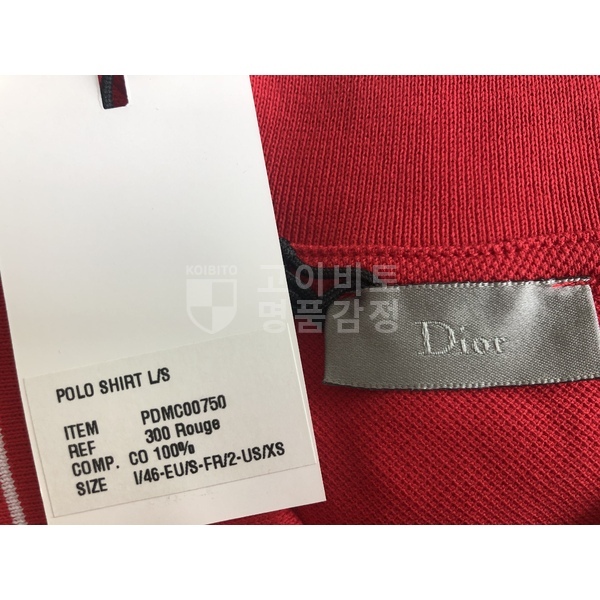 KOIBITO
고이비토
명품감정
Dior
POLO SHIRT L/S
ITEM PDMC00750
REF 300 Rouge
COMP. CO 100%
SIZE I/46-EU/S-FR/2-US/XS